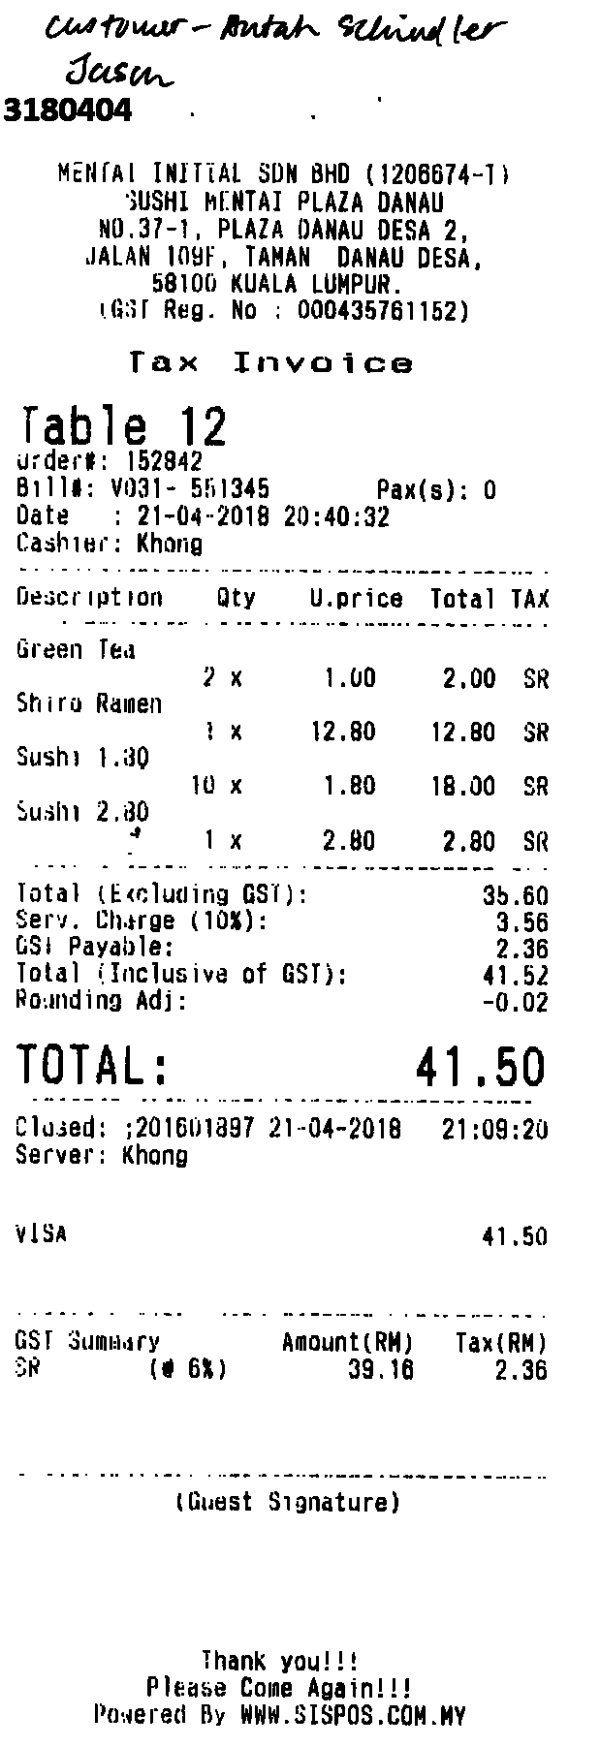 customer - Antah Schindler
Jason
3180404
MENTAI INITIAL SDN BHD (1206674-T)
SUSHI MENTAI PLAZA DANAU
NO.37-1, PLAZA DANAU DESA 2,
JALAN 109F, TAMAN DANAU DESA,
58100 KUALA LUMPUR.
(GST Reg. No : 000435761152)
Tax Invoice
Table 12
Order#: 152842
Bill#: V031- 551345 Pax(s): 0
Date : 21-04-2018 20:40:32
Cashier: Khong
Description Qty U.price Total TAX
Green Tea
2 x 1.00 2.00 SR
Shiro Ramen
1 x 12.80 12.80 SR
Sushi 1.80
10 x 1.80 18.00 SR
Sushi 2.80
1 x 2.80 2.80 SR
Total (Excluding GST): 35.60
Serv. Charge (10%): 3.56
GST Payable: 2.36
Total (Inclusive of GST): 41.52
Rounding Adj: -0.02
TOTAL: 41.50
Closed: ;201601897 21-04-2018 21:09:20
Server: Khong
VISA 41.50
GST Summary Amount(RM) Tax(RM)
SR (@ 6%) 39.16 2.36
(Guest Signature)
Thank you!!!
Please Come Again!!!
Powered By WWW.SISPOS.COM.MY